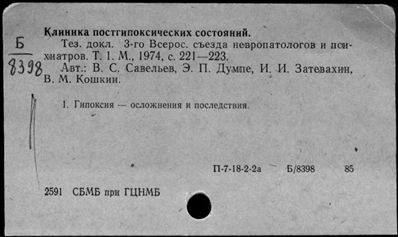 Клиника постгипоксических состояний.
Тез. докл. 3-го Всерос. съезда невропатологов и пси-
хиатров. Т. 1. М., 1974, с. 221—223.
Авт.: В. С. Савельев, Э. П. Думпе, И. И. Затевахин,
В. М. Кошкин.
Б
8398
1. Гипоксия — осложнения и последствия.
П-7-18-2-2а Б/8398 85
2591 СБМБ при ГЦНМБ